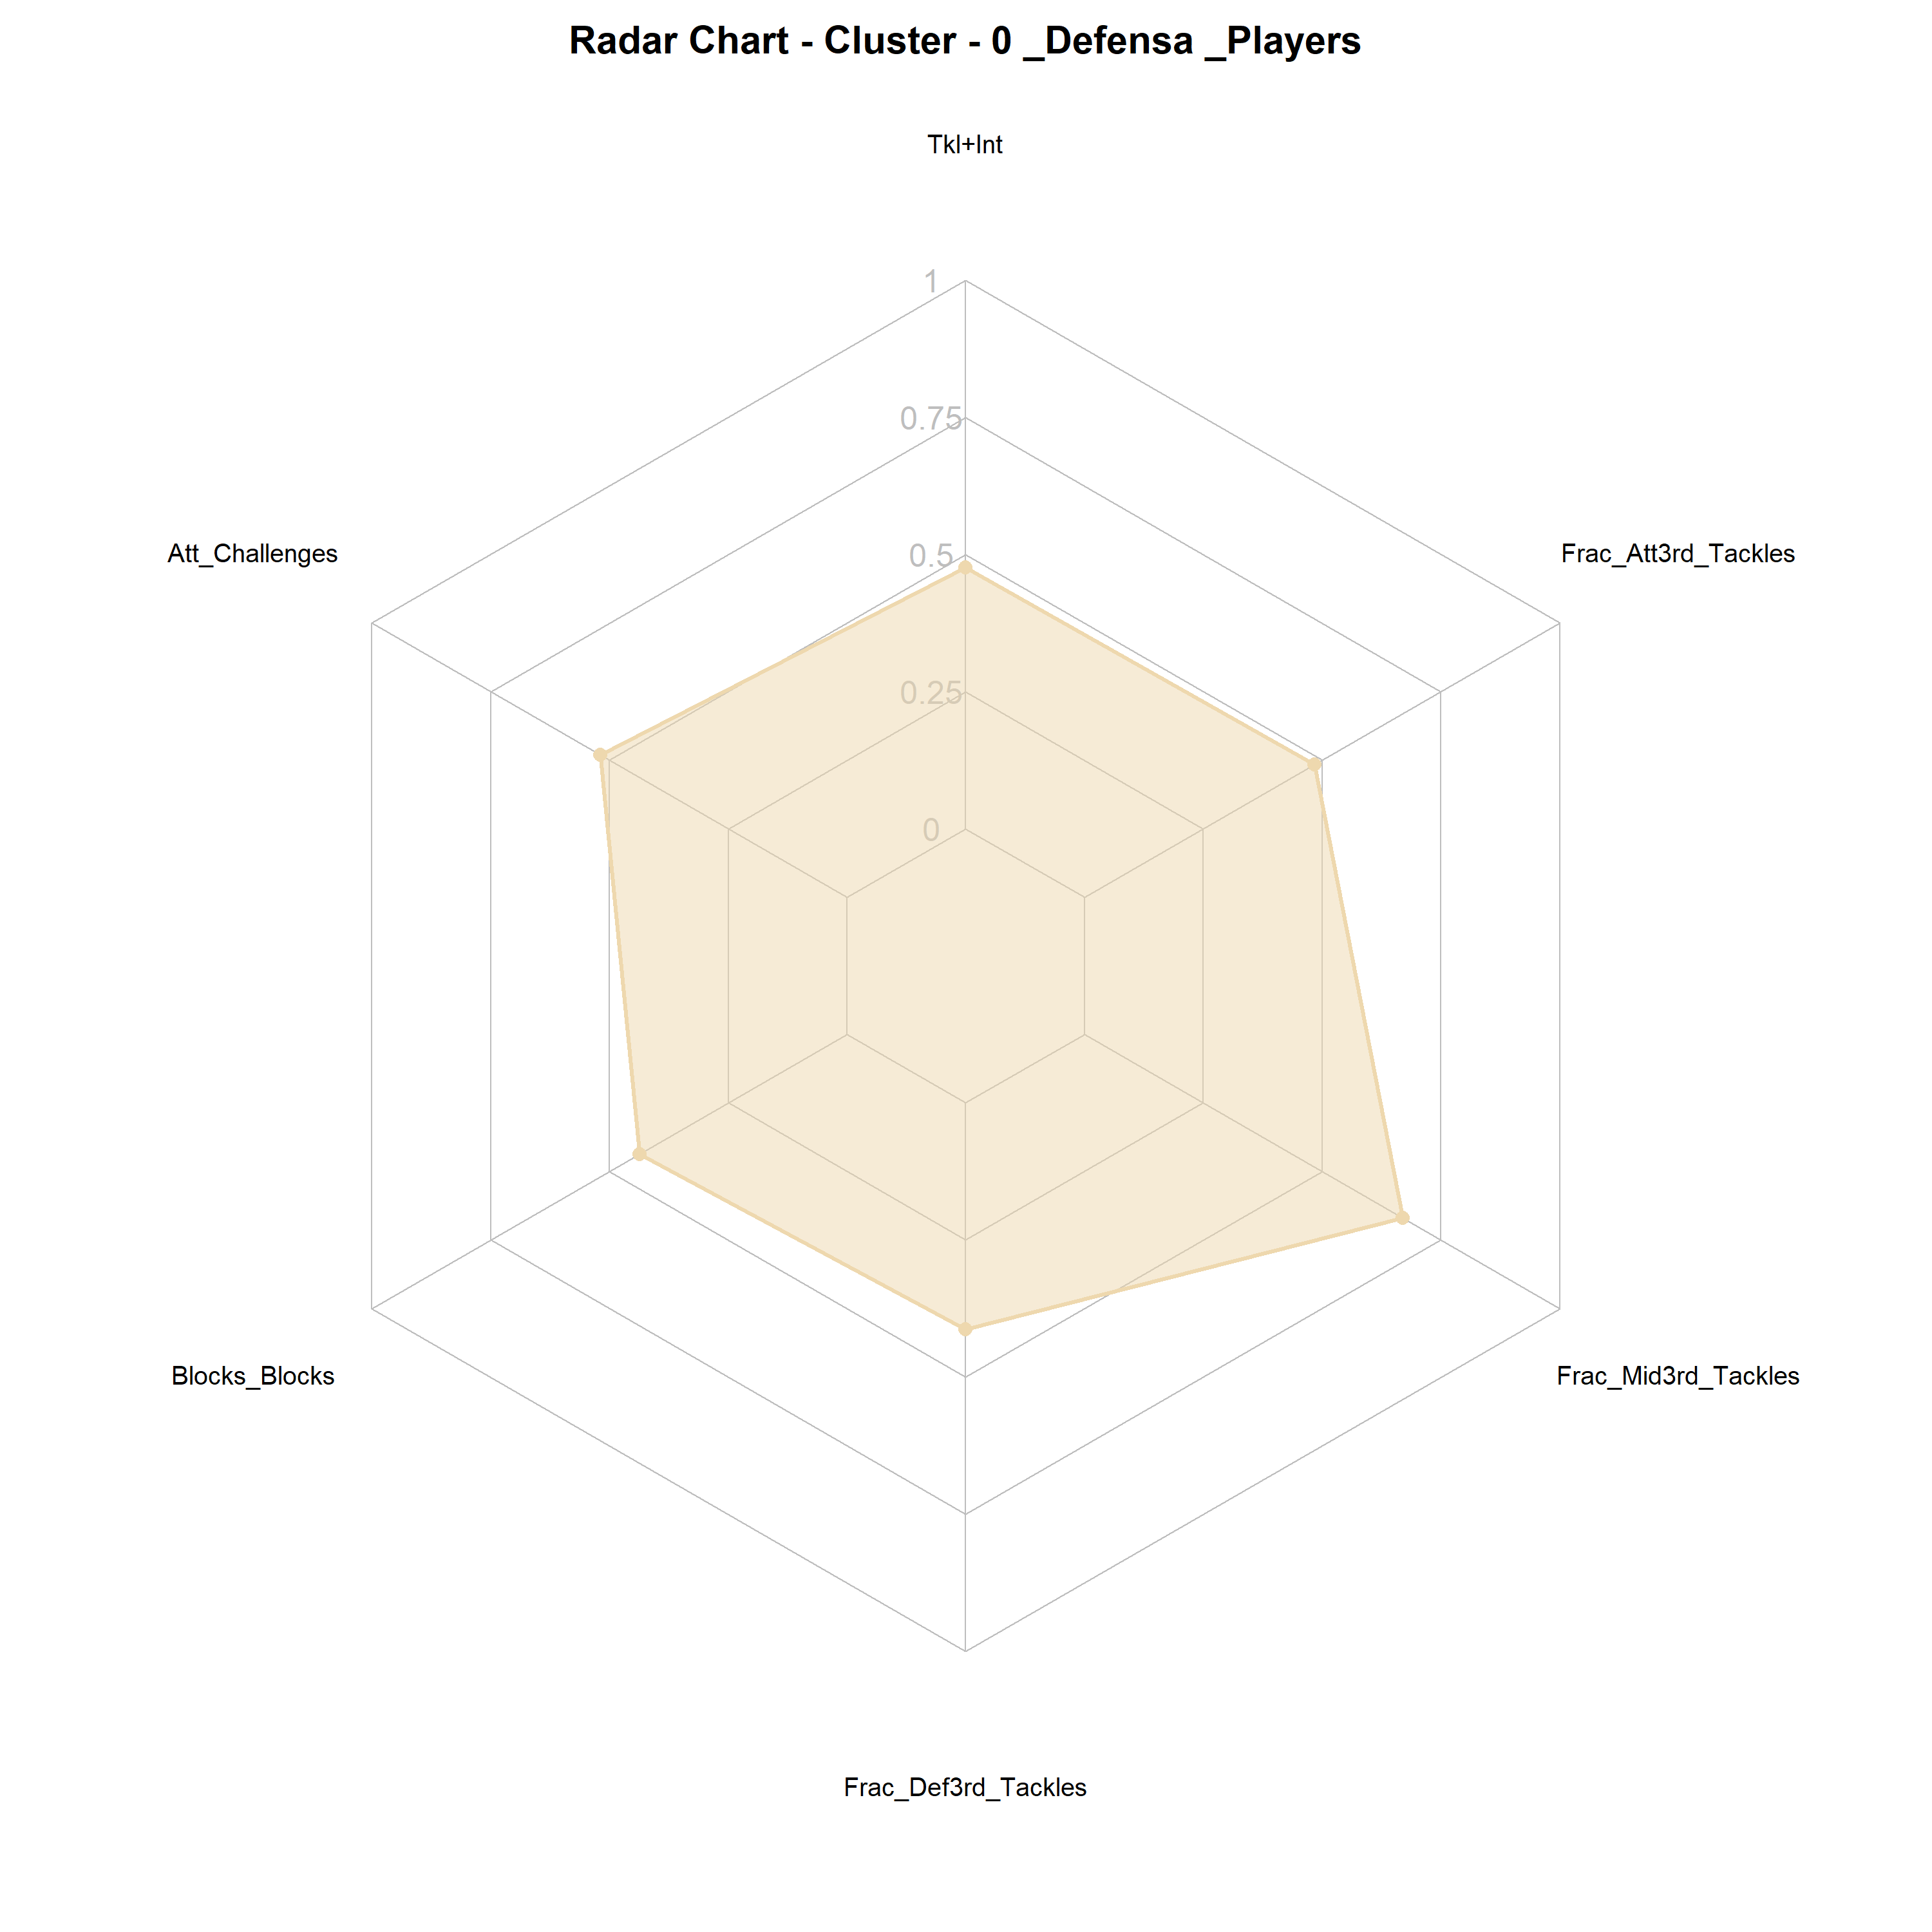 Radar Chart - Cluster - 0 _Defensa _Players
Tkl+Int
1
0.75
Att_Challenges
Frac_Att3rd_Tackles
0.5
0.25
0
Blocks_Blocks
Frac_Mid3rd_Tackles
Frac_Def3rd_Tackles